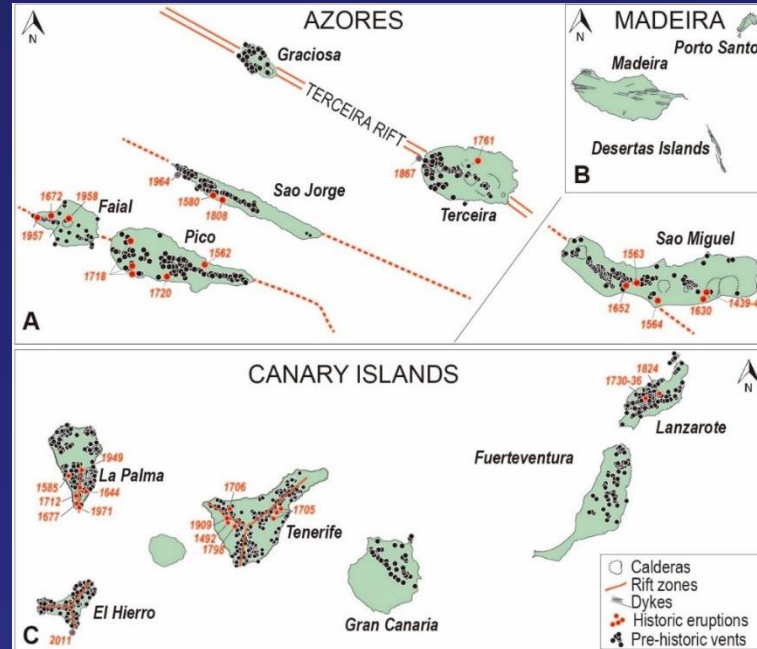 AZORES
N
Graciosa
TERCEIRA RIFT
1761
1867
Terceira
1964
Sao Jorge
1580
1808
1672
1958
Faial
1957
Pico
1562
1718
1720
A
MADEIRA
N
Porto Santo
Madeira
Desertas Islands
B
Sao Miguel
1563
1652
1564
1630
CANARY ISLANDS
N
1824
1730-36
Lanzarote
Fuerteventura
1949
La Palma
1585
1644
1712
1677
1971
1706
1705
1909
1492
1798
Tenerife
El Hierro
2011
Gran Canaria
C
Calderas
Rift zones
Dykes
Historic eruptions
Pre-historic vents